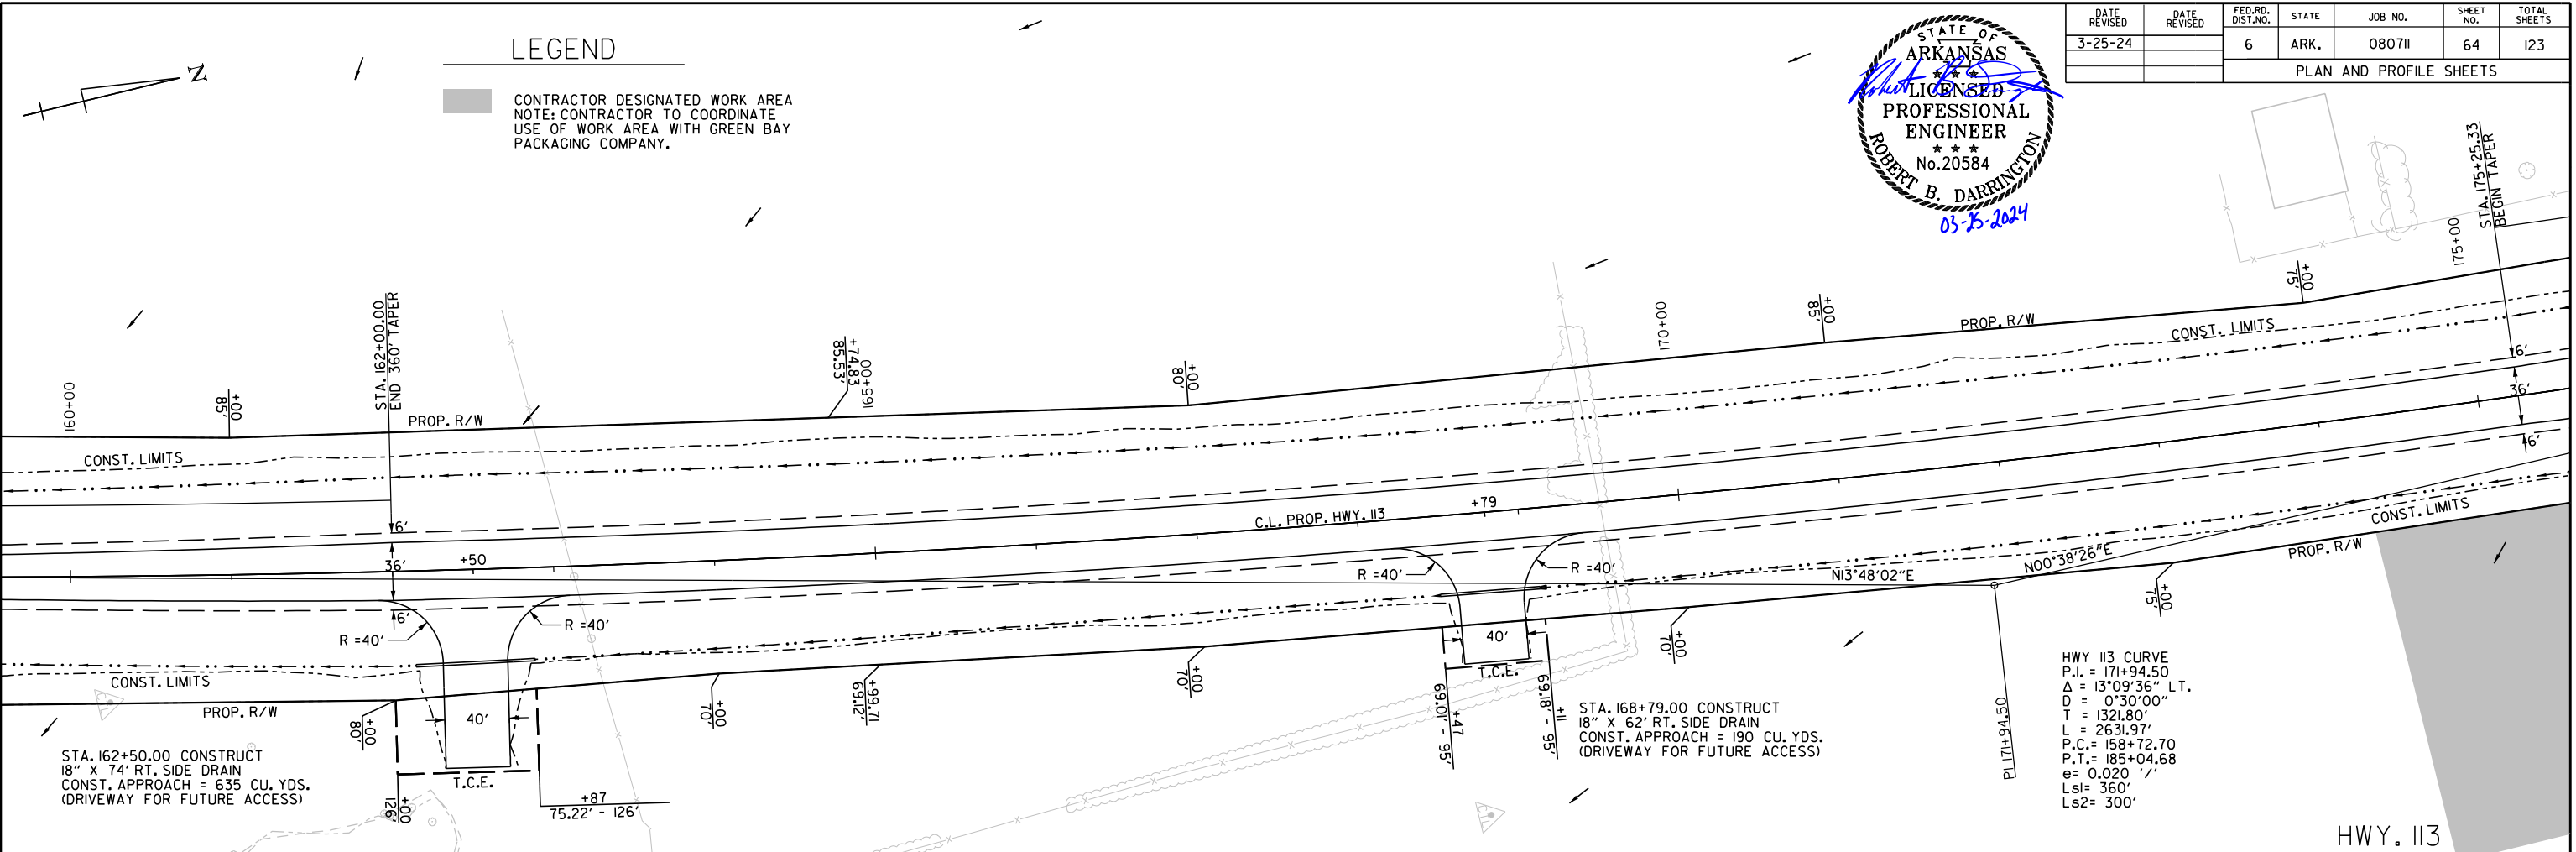 DATE REVISED
DATE REVISED
FED.RD. DIST.NO.
STATE
JOB NO.
SHEET NO.
TOTAL SHEETS
3-25-24
6
ARK.
080711
64
123
PLAN AND PROFILE SHEETS
N
LEGEND
CONTRACTOR DESIGNATED WORK AREA
NOTE: CONTRACTOR TO COORDINATE
USE OF WORK AREA WITH GREEN BAY
PACKAGING COMPANY.
STATE OF
ARKANSAS
★ ★ ★
LICENSED
PROFESSIONAL
ENGINEER
★ ★ ★
No.20584
ROBERT B. DARRINGTON
03-25-2024
STA. 175+25.33
BEGIN TAPER
175+00
+00
75'
PROP. R/W
CONST. LIMITS
+00
85'
170+00
+00
80'
+74.83
85.53'
165+00
STA. 162+00.00
END 360' TAPER
PROP. R/W
+00
85'
160+00
CONST. LIMITS
6'
36'
6'
6'
36'
6'
+50
C.L. PROP. HWY. 113
+79
R =40'
R =40'
R =40'
R =40'
N13°48'02"E
N00°38'26"E
CONST. LIMITS
PROP. R/W
CONST. LIMITS
PROP. R/W
40'
T.C.E.
40'
T.C.E.
+00
80'
+00
126'
+87
75.22' - 126'
+00
70'
+99.71
69.12'
+00
70'
+47
69.01' - 95'
+11
69.18' - 95'
+00
70'
+00
75'
PI 171+94.50
STA. 162+50.00 CONSTRUCT
18" X 74' RT. SIDE DRAIN
CONST. APPROACH = 635 CU. YDS.
(DRIVEWAY FOR FUTURE ACCESS)
STA. 168+79.00 CONSTRUCT
18" X 62' RT. SIDE DRAIN
CONST. APPROACH = 190 CU. YDS.
(DRIVEWAY FOR FUTURE ACCESS)
HWY 113 CURVE
P.I. = 171+94.50
Δ = 13°09'36" LT.
D = 0°30'00"
T = 1321.80'
L = 2631.97'
P.C.= 158+72.70
P.T.= 185+04.68
e= 0.020 '/'
Ls1= 360'
Ls2= 300'
HWY. 113